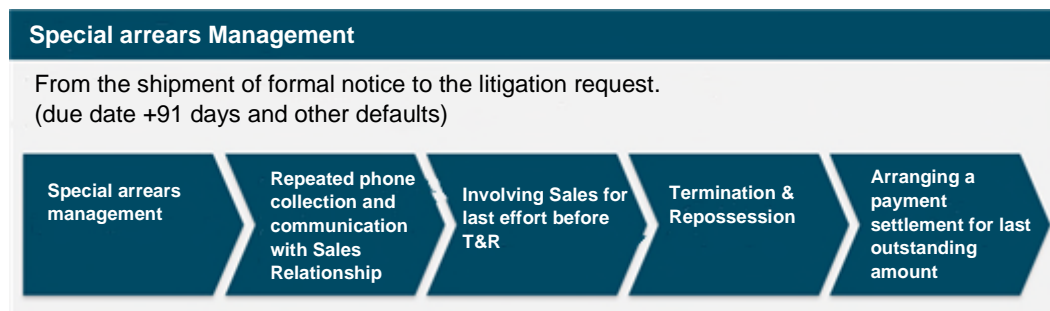 Special arrears Management
From the shipment of formal notice to the litigation request.
(due date +91 days and other defaults)
Special arrears
management
Repeated phone
collection and
communication
with Sales
Relationship
Involving Sales for
last effort before
T&R
Termination &
Repossession
Arranging a
payment
settlement for last
outstanding
amount